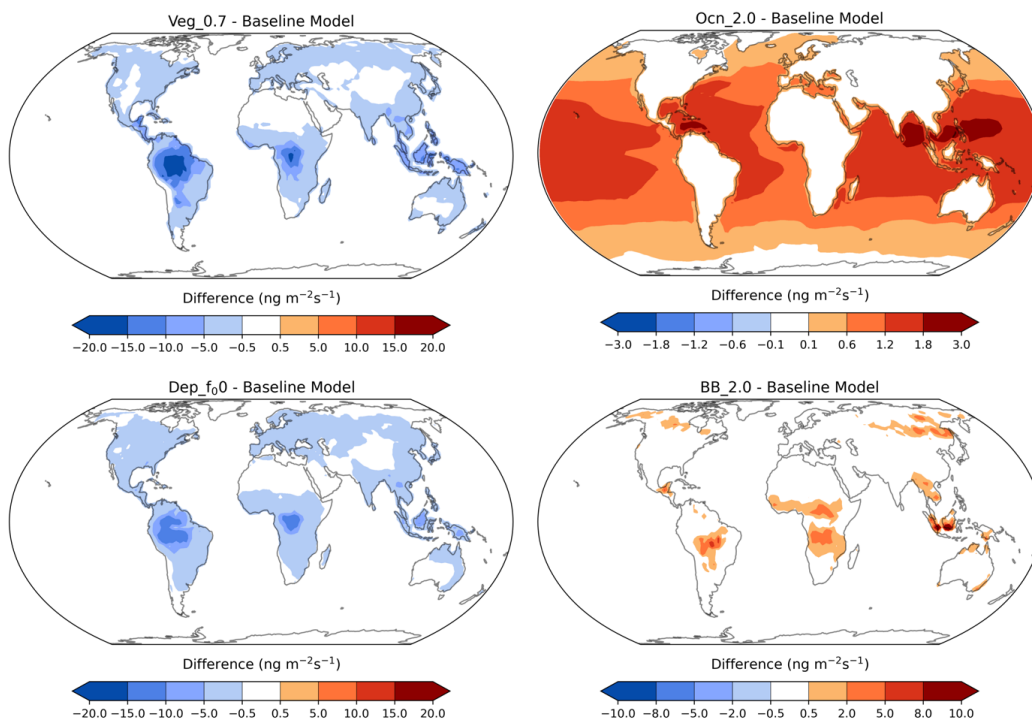 Veg_0.7 - Baseline Model
Ocn_2.0 - Baseline Model
Difference (ng m⁻²s⁻¹)
−20.0 −15.0 −10.0 −5.0 −0.5 0.5 5.0 10.0 15.0 20.0
Difference (ng m⁻²s⁻¹)
−3.0 −1.8 −1.2 −0.6 −0.1 0.1 0.6 1.2 1.8 3.0
Dep_f₀0 - Baseline Model
BB_2.0 - Baseline Model
Difference (ng m⁻²s⁻¹)
−20.0 −15.0 −10.0 −5.0 −0.5 0.5 5.0 10.0 15.0 20.0
Difference (ng m⁻²s⁻¹)
−10.0 −8.0 −5.0 −2.0 −0.5 0.5 2.0 5.0 8.0 10.0